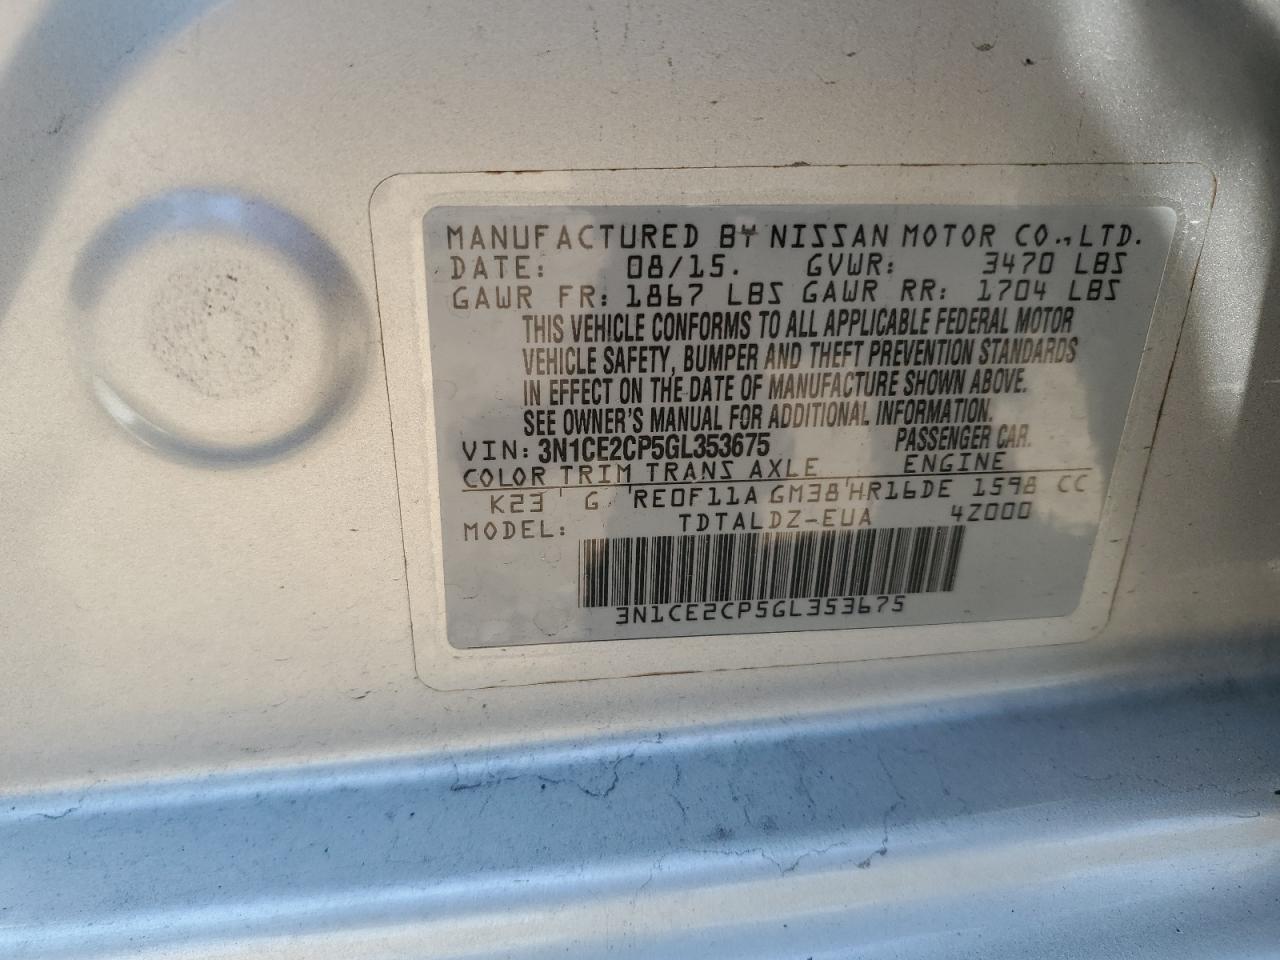 MANUFACTURED BY NISSAN MOTOR CO.,LTD.
DATE: 08/15. GVWR: 3470 LBS
GAWR FR: 1867 LBS GAWR RR: 1704 LBS
THIS VEHICLE CONFORMS TO ALL APPLICABLE FEDERAL MOTOR
VEHICLE SAFETY, BUMPER AND THEFT PREVENTION STANDARDS
IN EFFECT ON THE DATE OF MANUFACTURE SHOWN ABOVE.
SEE OWNER'S MANUAL FOR ADDITIONAL INFORMATION.
VIN: 3N1CE2CP5GL353675 PASSENGER CAR.
COLOR TRIM TRANS AXLE ENGINE
K23 G RE0F11A GM38 HR16DE 1598 CC
MODEL: TDTALDZ-EUA 4Z000
3N1CE2CP5GL353675